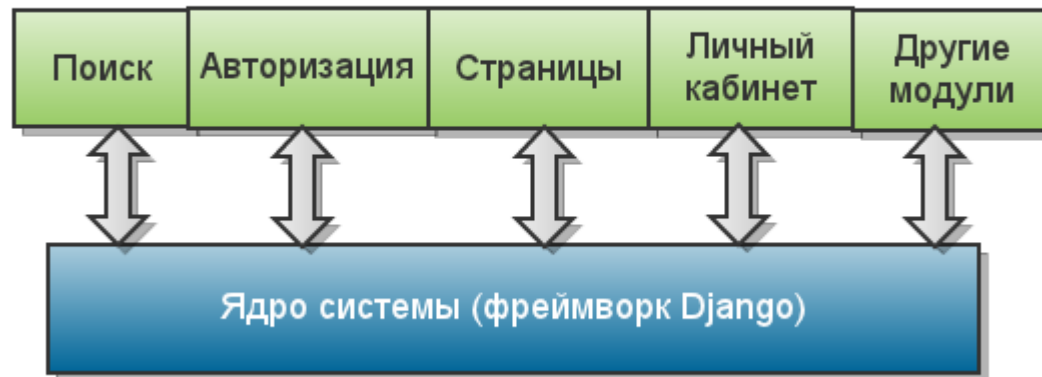 Поиск
Авторизация
Страницы
Личный
кабинет
Другие
модули
Ядро системы (фреймворк Django)